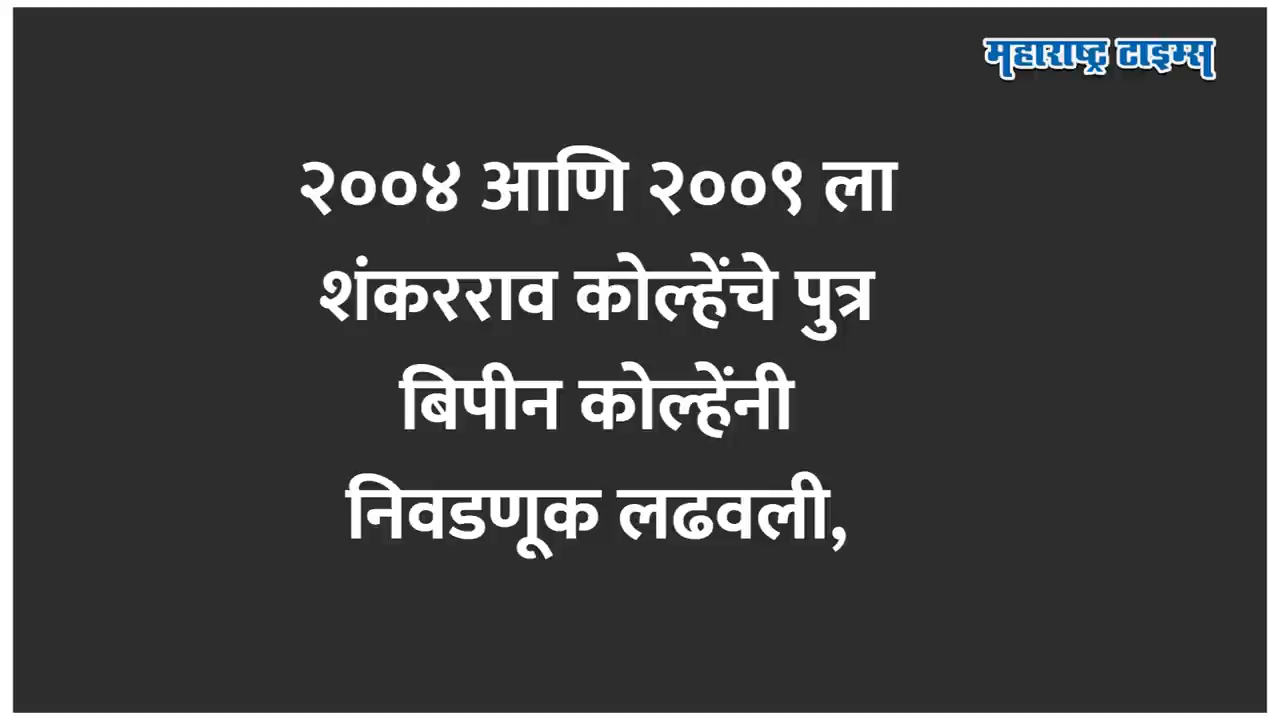 महाराष्ट्र टाइम्स
२००४ आणि २००९ ला
शंकरराव कोल्हेंचे पुत्र
बिपीन कोल्हेंनी
निवडणूक लढवली,